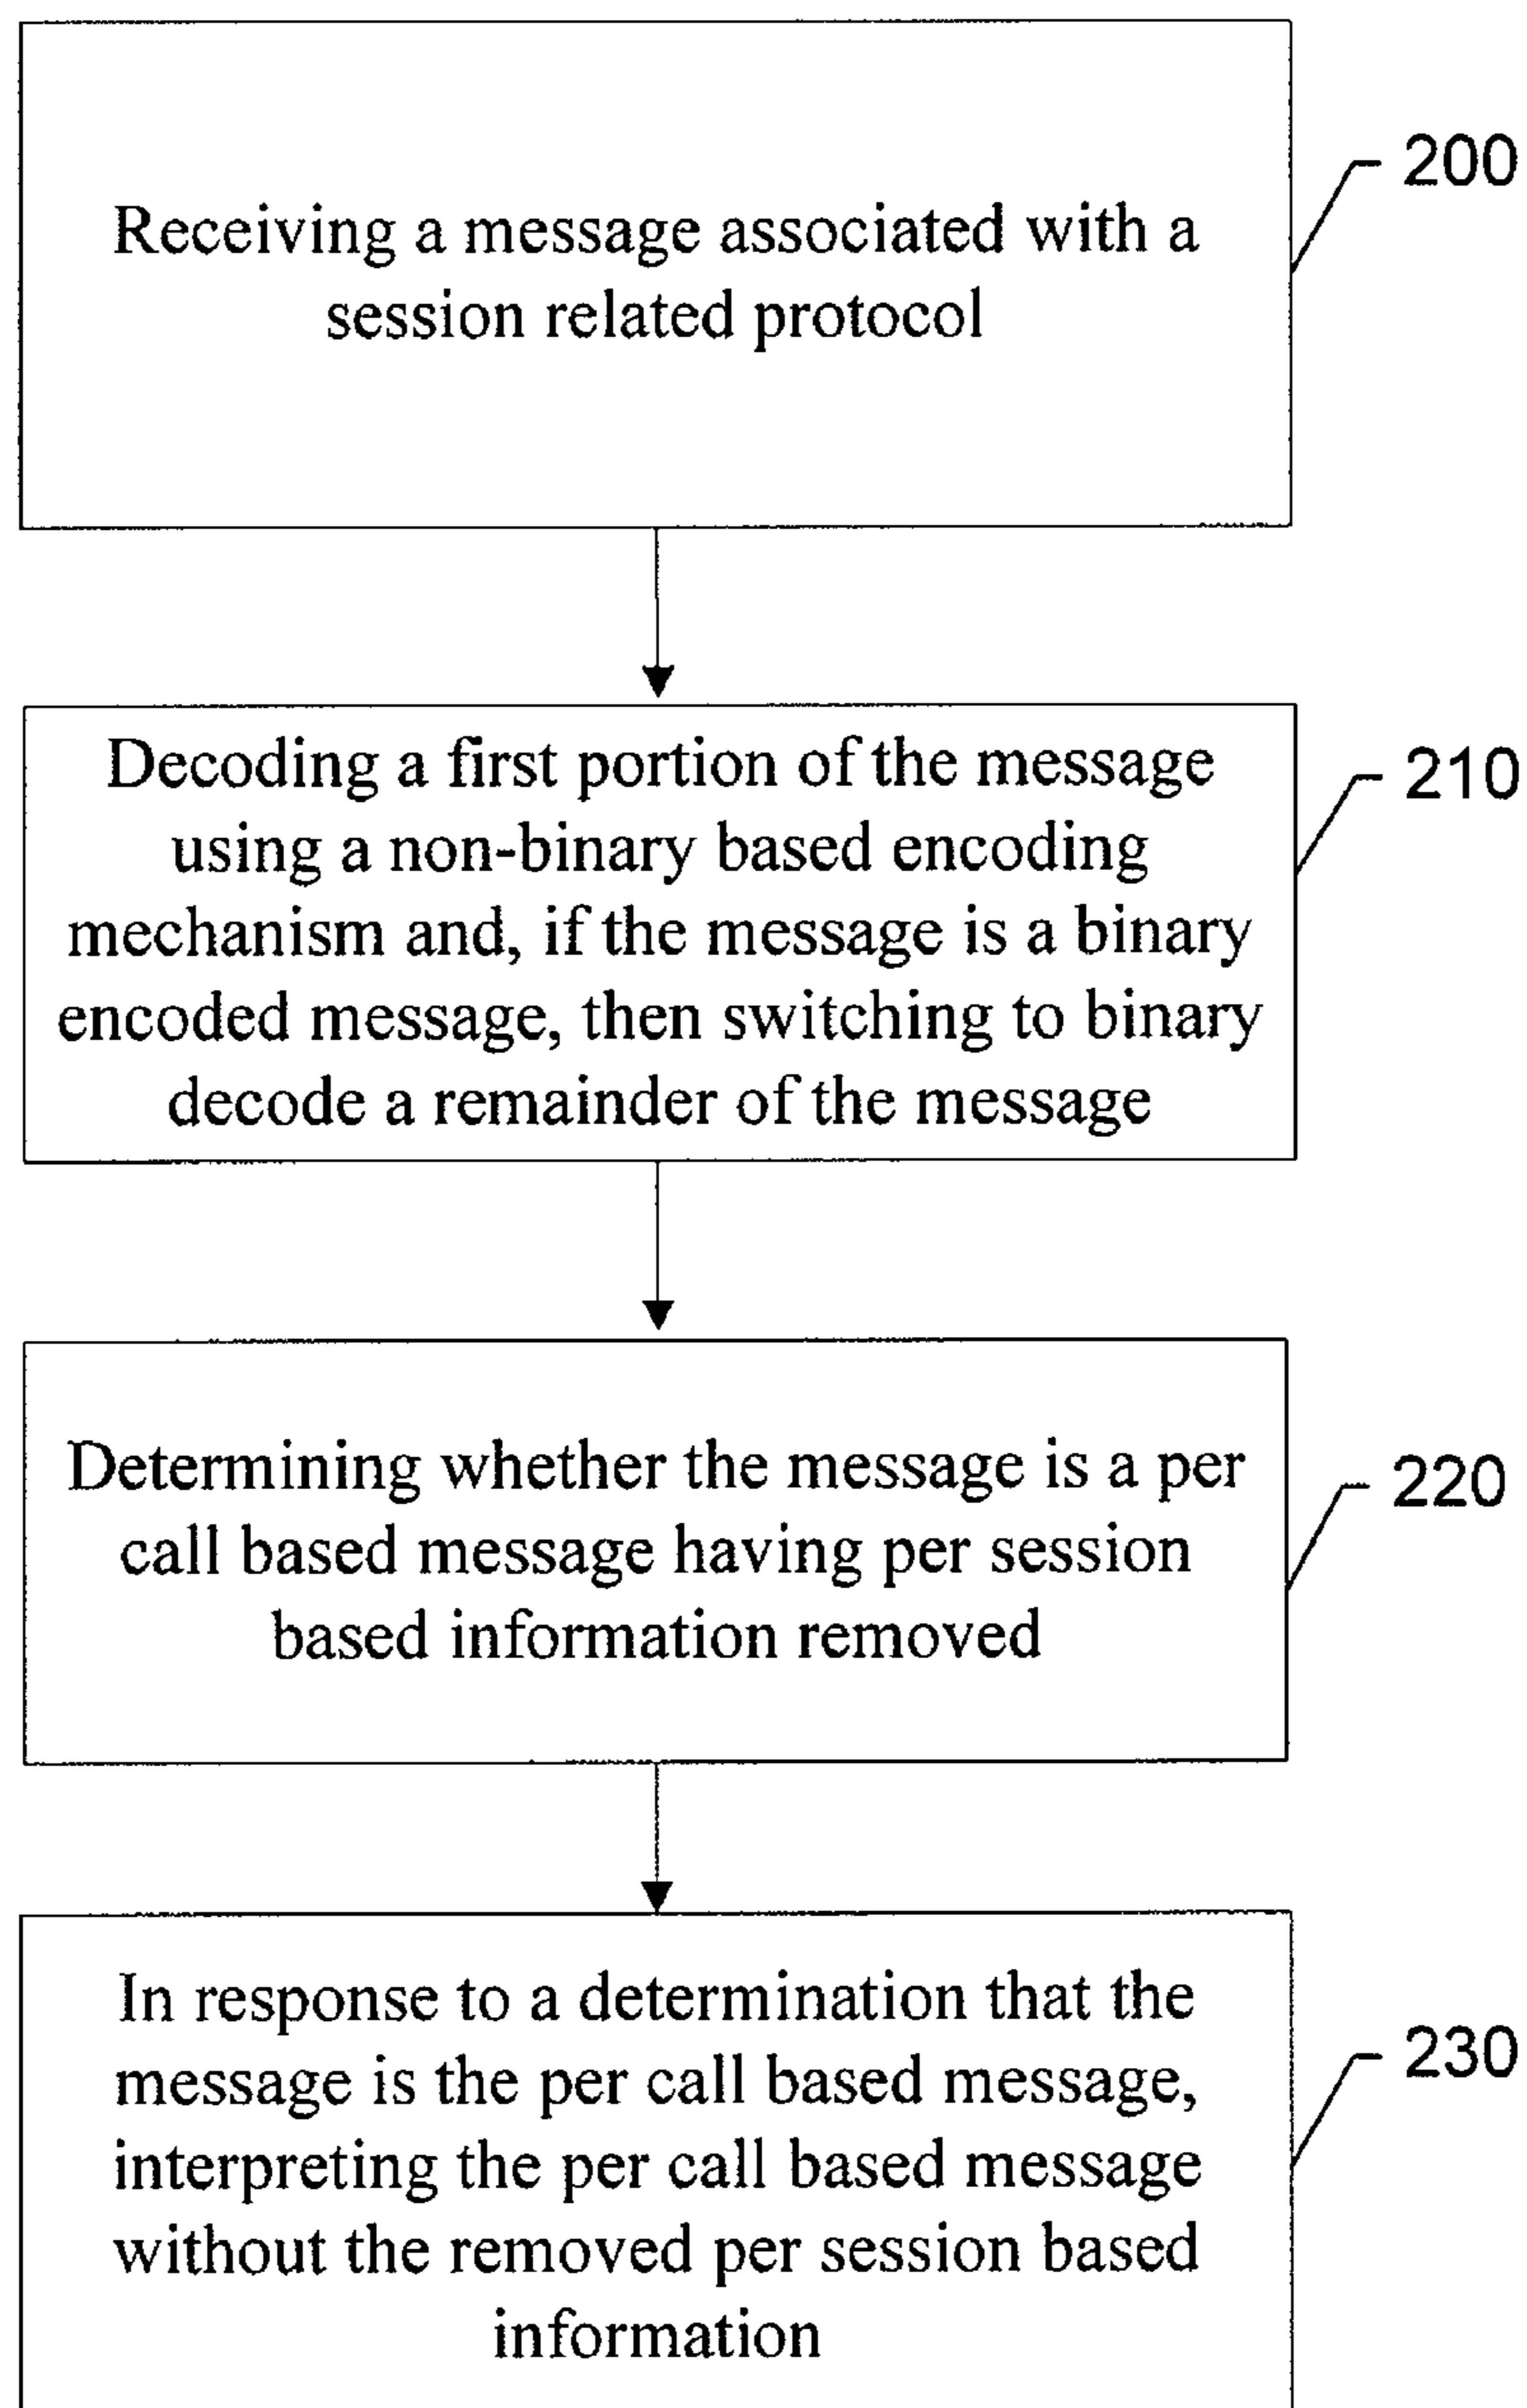 Receiving a message associated with a
session related protocol
200
Decoding a first portion of the message
using a non-binary based encoding
mechanism and, if the message is a binary
encoded message, then switching to binary
decode a remainder of the message
210
Determining whether the message is a per
call based message having per session
based information removed
220
In response to a determination that the
message is the per call based message,
interpreting the per call based message
without the removed per session based
information
230